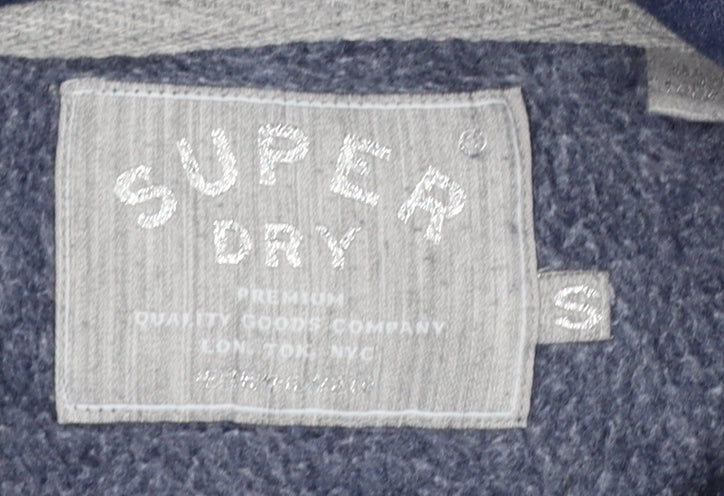 SUPER
DRY
PREMIUM
QUALITY GOODS COMPANY
LON, TOK, NYC
S